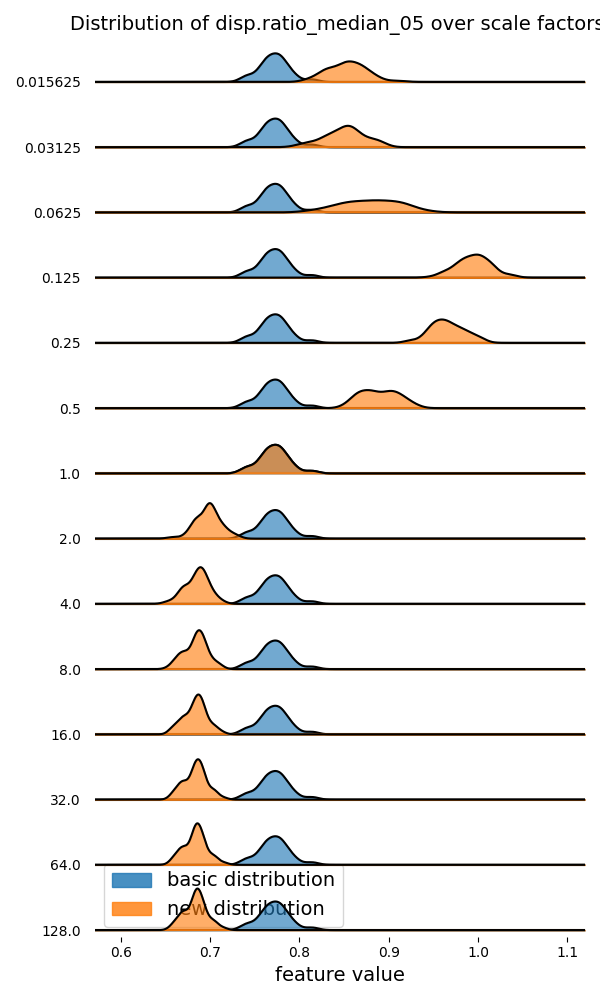 Distribution of disp.ratio_median_05 over scale factors
0.015625
0.03125
0.0625
0.125
0.25
0.5
1.0
2.0
4.0
8.0
16.0
32.0
64.0
basic distribution
new distribution
128.0
0.6 0.7 0.8 0.9 1.0 1.1
feature value